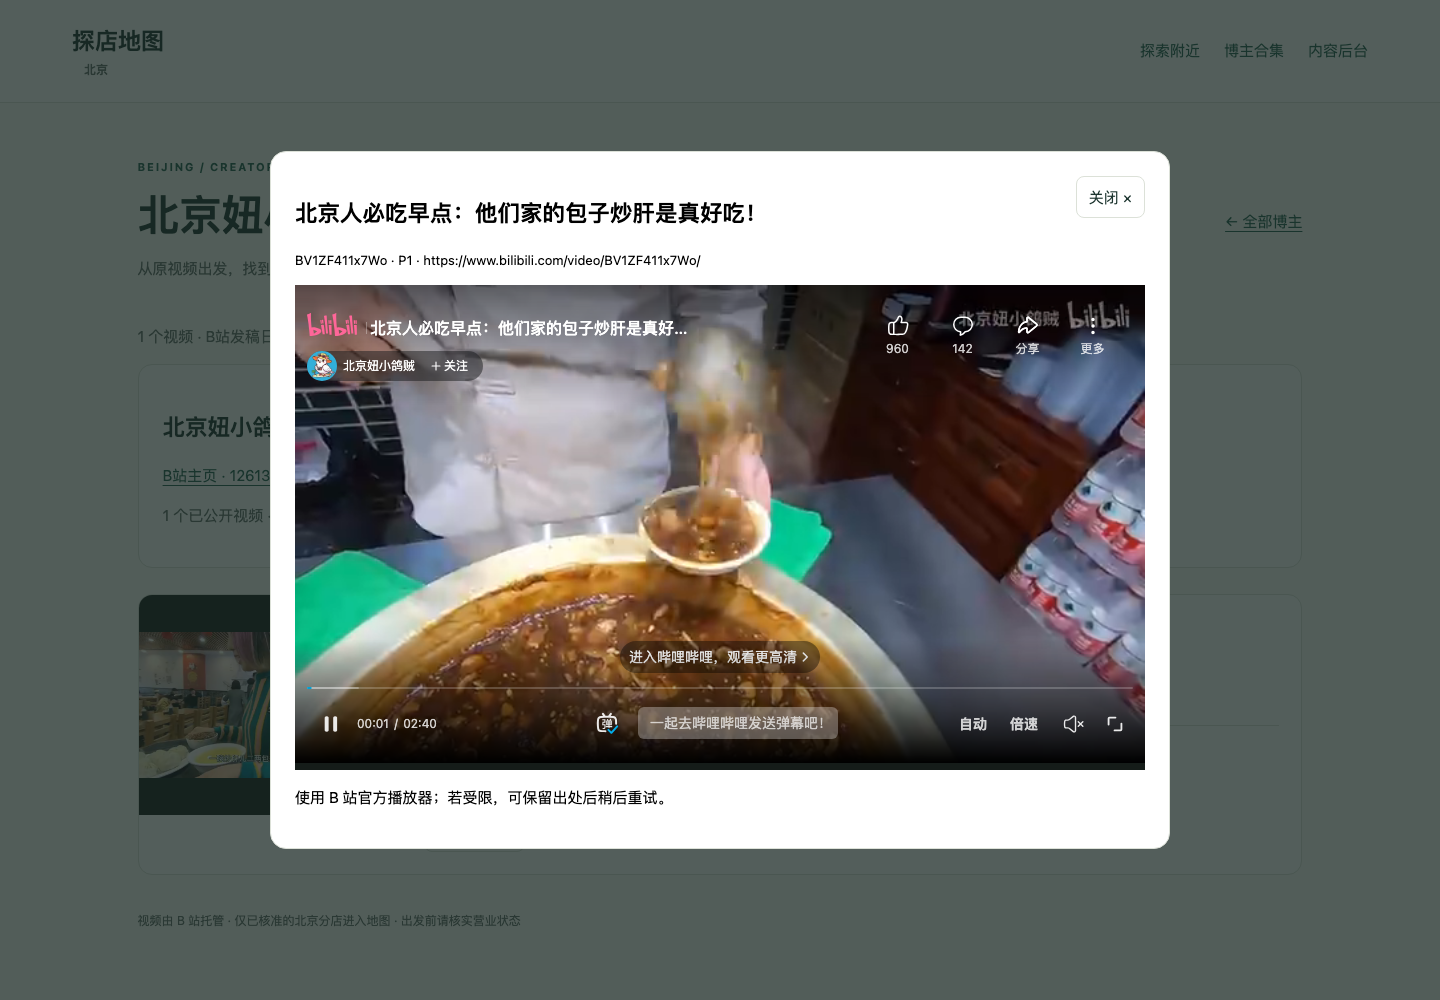 探店地图
北京
探索附近 博主合集 内容后台
BEIJING / CREATOR
北京妞小
← 全部博主
从原视频出发，找到
1 个视频 · B站发稿日
北京妞小鸽
B站主页 · 12613
1 个已公开视频 ·
关闭 ×
北京人必吃早点：他们家的包子炒肝是真好吃！
BV1ZF411x7Wo · P1 · https://www.bilibili.com/video/BV1ZF411x7Wo/
bilibili 北京人必吃早点：他们家的包子炒肝是真好...
北京妞小鸽贼 bilibili
960 142 分享 更多
北京妞小鸽贼 + 关注
进入哔哩哔哩，观看更高清 >
00:01 / 02:40
弹
一起去哔哩哔哩发送弹幕吧！
自动 倍速
使用 B 站官方播放器；若受限，可保留出处后稍后重试。
视频由 B 站托管 · 仅已核准的北京分店进入地图 · 出发前请核实营业状态